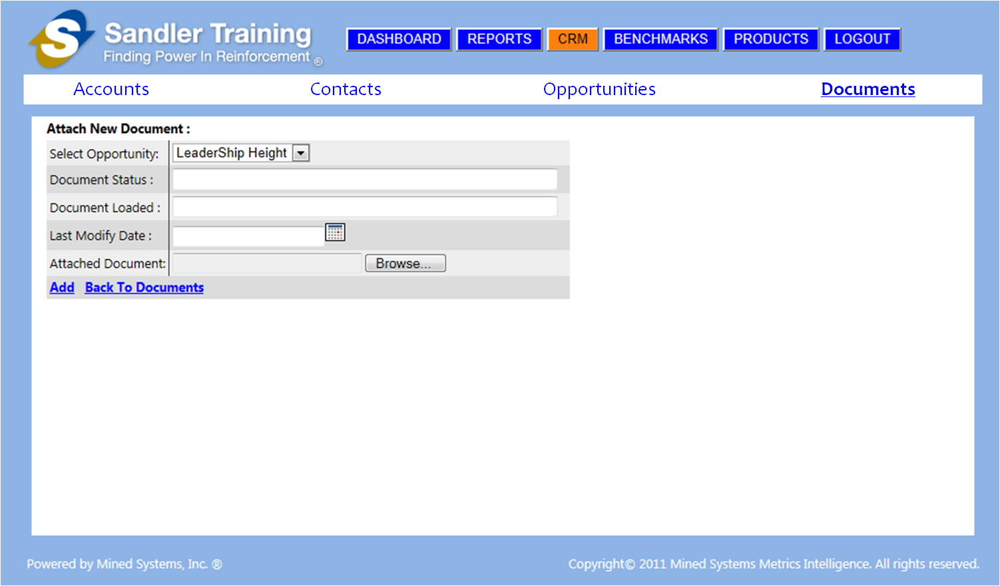 Sandler Training
Finding Power In Reinforcement ®
DASHBOARD REPORTS CRM BENCHMARKS PRODUCTS LOGOUT
Accounts Contacts Opportunities Documents
Attach New Document :
Select Opportunity: LeaderShip Height
Document Status :
Document Loaded :
Last Modify Date :
Attached Document: Browse...
Add Back To Documents
Powered by Mined Systems, Inc. ® Copyright© 2011 Mined Systems Metrics Intelligence. All rights reserved.